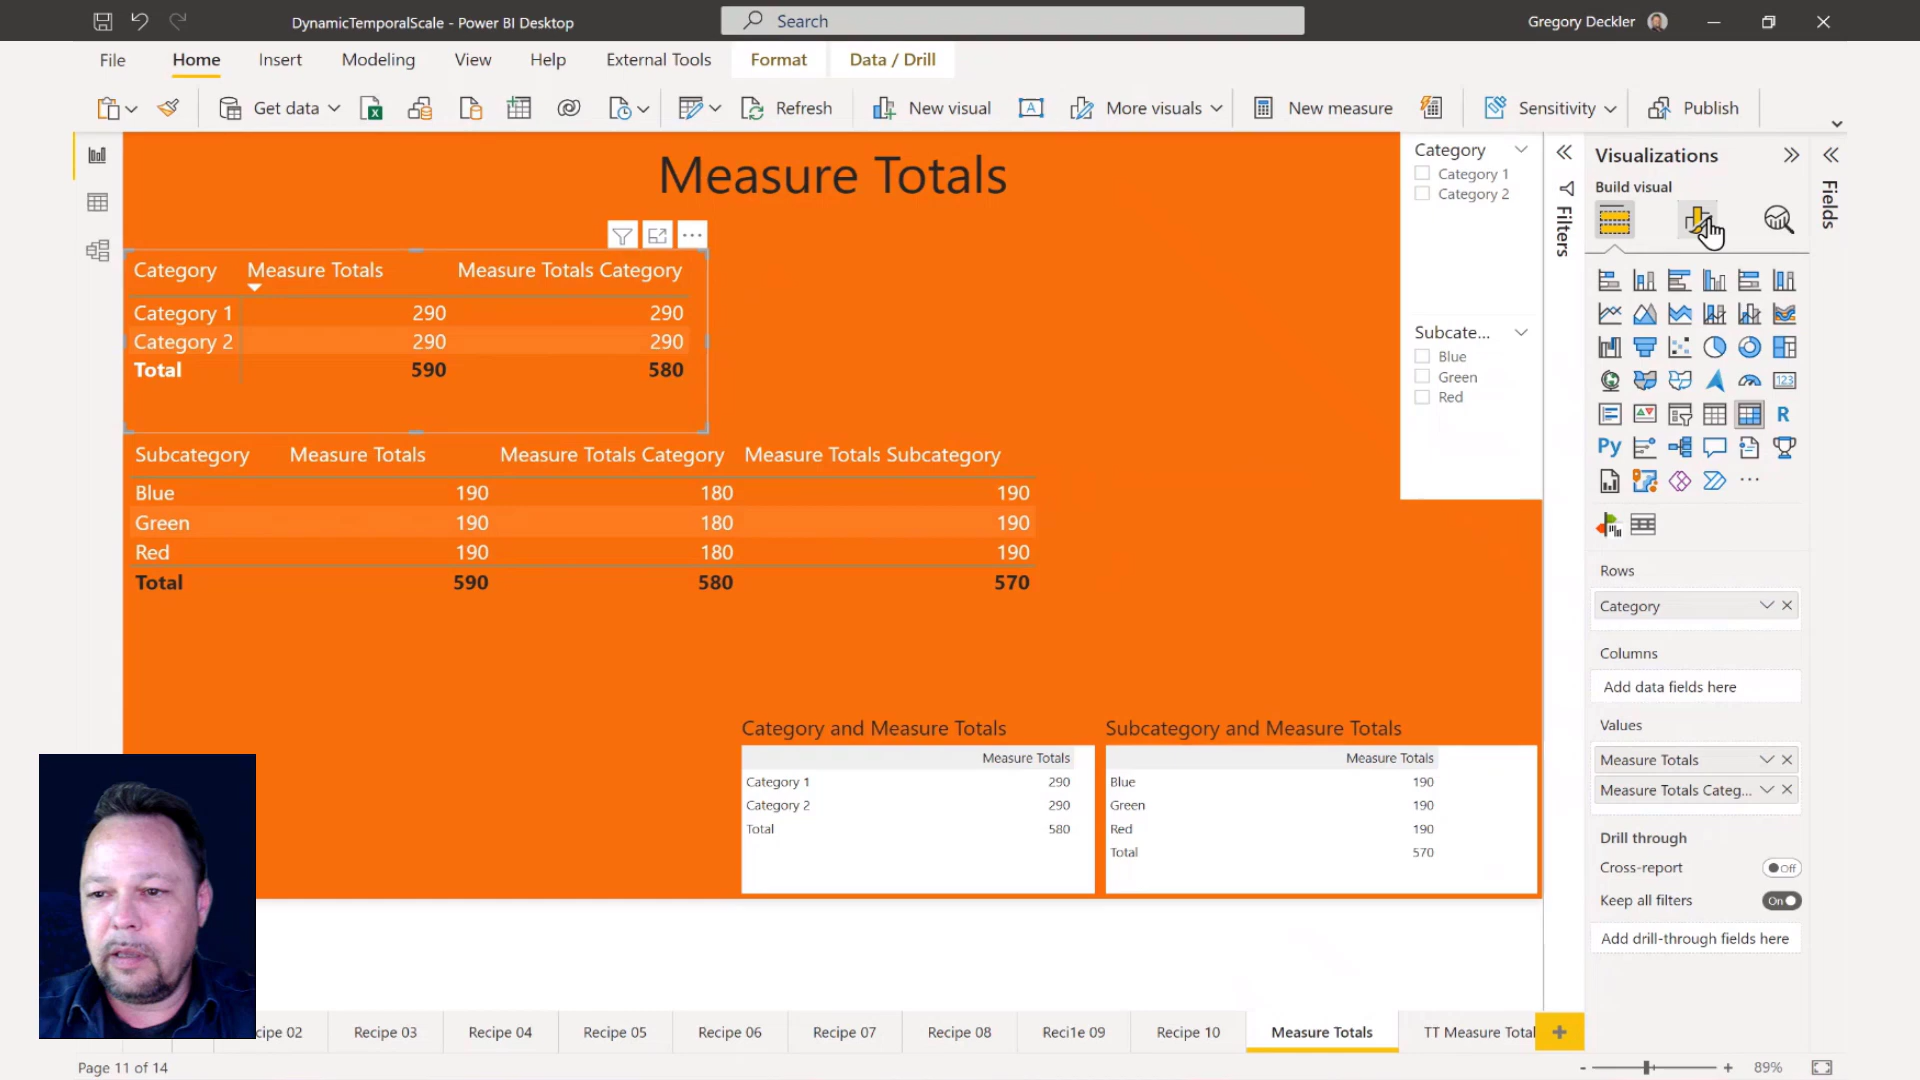 DynamicTemporalScale - Power BI Desktop
Search
Gregory Deckler
File Home Insert Modeling View Help External Tools Format Data / Drill
Get data Refresh New visual A More visuals New measure Sensitivity Publish
Measure Totals
Category Measure Totals Measure Totals Category
Category 1 290 290
Category 2 290 290
Total 590 580
Subcategory Measure Totals Measure Totals Category Measure Totals Subcategory
Blue 190 180 190
Green 190 180 190
Red 190 180 190
Total 590 580 570
Category and Measure Totals
Measure Totals
Category 1 290
Category 2 290
Total 580
Subcategory and Measure Totals
Measure Totals
Blue 190
Green 190
Red 190
Total 570
Category
Category 1
Category 2
Subcate...
Blue
Green
Red
Filters
Visualizations
Build visual
123
R
Py
...
Rows
Category
Columns
Add data fields here
Values
Measure Totals
Measure Totals Categ...
Drill through
Cross-report Off
Keep all filters On
Add drill-through fields here
Fields
cipe 02 Recipe 03 Recipe 04 Recipe 05 Recipe 06 Recipe 07 Recipe 08 Reci1e 09 Recipe 10 Measure Totals TT Measure Total +
Page 11 of 14
- + 89%